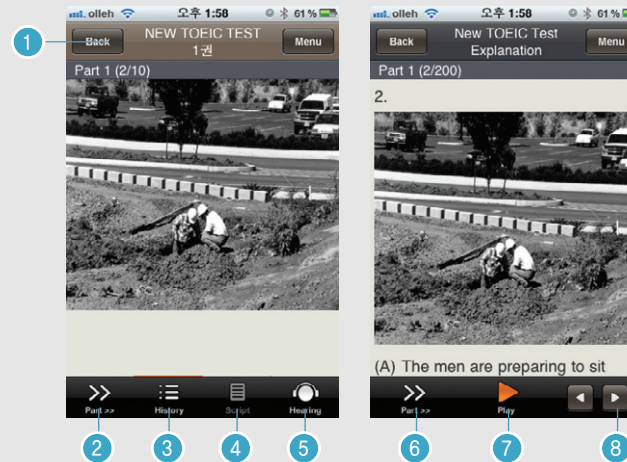 olleh 오후 1:58 61%
Back NEW TOEIC TEST Menu
1권
Part 1 (2/10)
Part >> History Script Hearing
1
2 3 4 5
olleh 오후 1:58 61%
Back New TOEIC Test Menu
Explanation
Part 1 (2/200)
2.
(A) The men are preparing to sit
Part >> Play
6 7 8